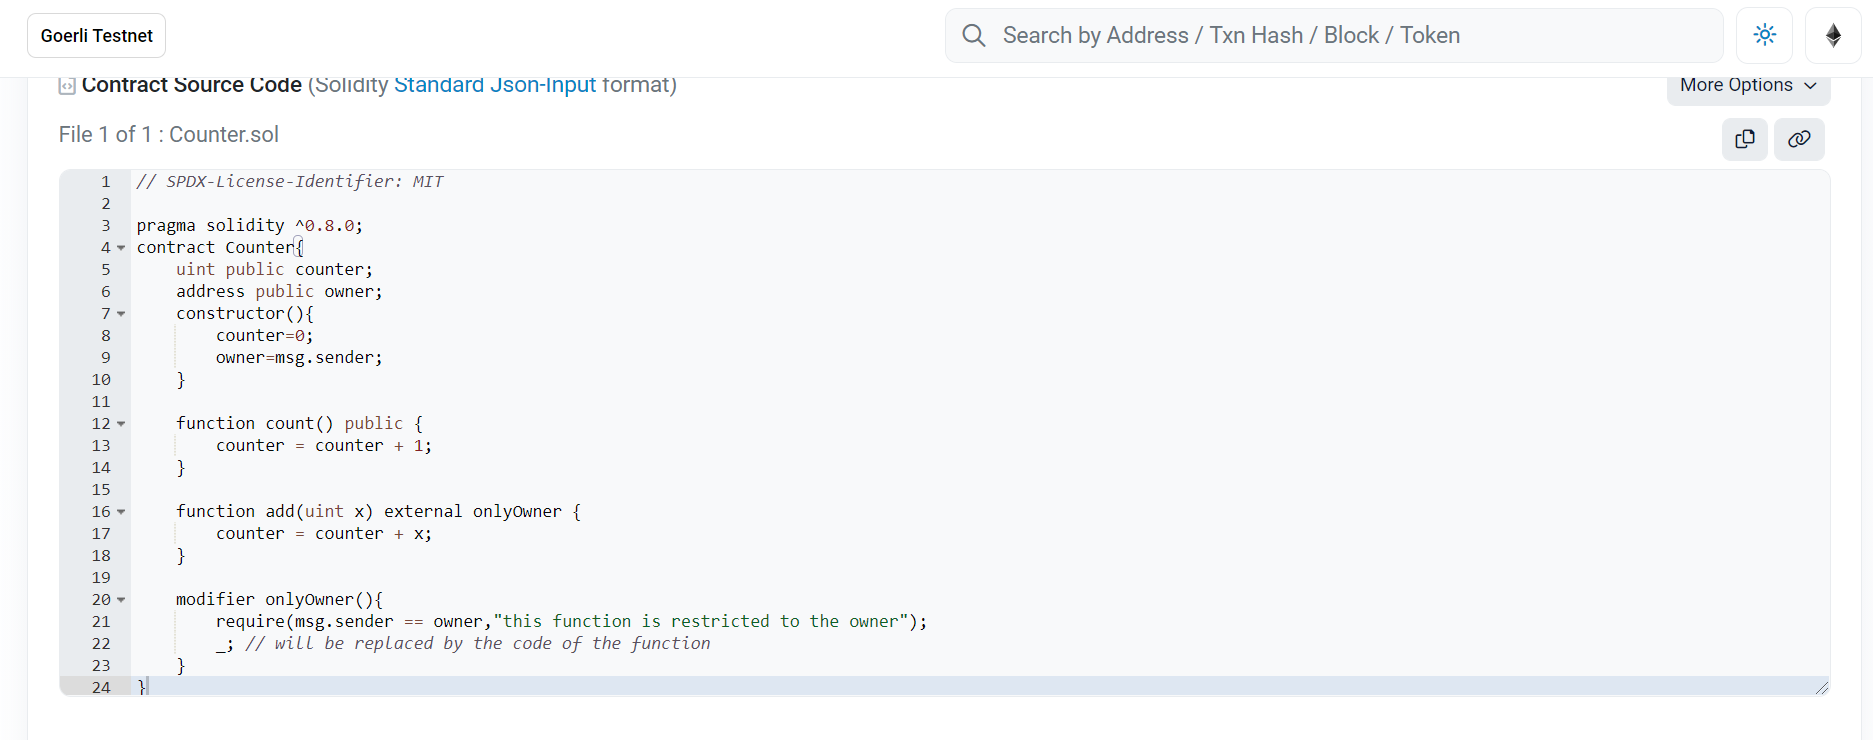 Goerli Testnet
Search by Address / Txn Hash / Block / Token
Contract Source Code (Solidity Standard Json-Input format)
More Options
File 1 of 1 : Counter.sol
1 // SPDX-License-Identifier: MIT
2
3 pragma solidity ^0.8.0;
4 contract Counter{
5     uint public counter;
6     address public owner;
7     constructor(){
8         counter=0;
9         owner=msg.sender;
10     }
11
12     function count() public {
13         counter = counter + 1;
14     }
15
16     function add(uint x) external onlyOwner {
17         counter = counter + x;
18     }
19
20     modifier onlyOwner(){
21         require(msg.sender == owner,"this function is restricted to the owner");
22         _; // will be replaced by the code of the function
23     }
24 }